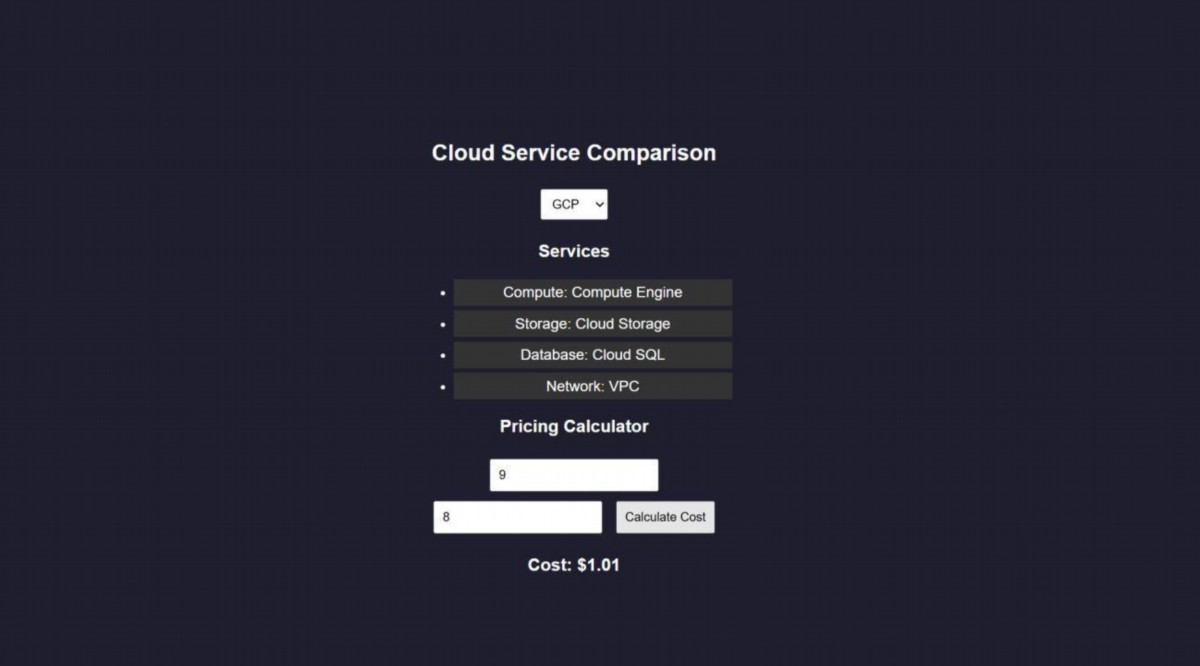 Cloud Service Comparison
GCP
Services
• Compute: Compute Engine
• Storage: Cloud Storage
• Database: Cloud SQL
• Network: VPC
Pricing Calculator
9
8 Calculate Cost
Cost: $1.01